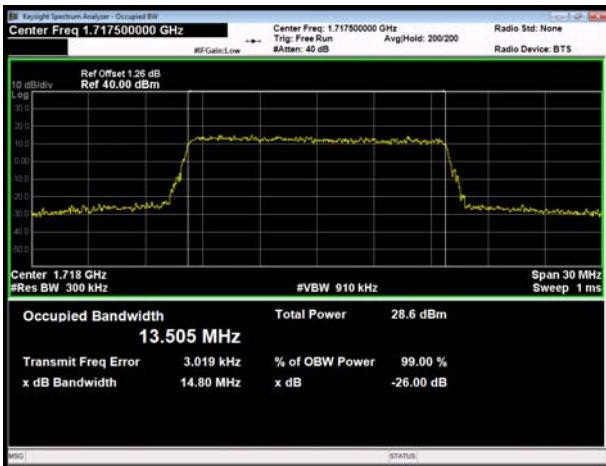 Keysight Spectrum Analyzer - Occupied BW
Center Freq 1.717500000 GHz
#IFGain:Low
Center Freq: 1.717500000 GHz
Trig: Free Run
Avg|Hold: 200/200
#Atten: 40 dB
Radio Std: None
Radio Device: BTS
Ref Offset 1.26 dB
10 dB/div
Ref 40.00 dBm
Log
30.0
20.0
10.0
0.00
-10.0
-20.0
-30.0
-40.0
-50.0
Center 1.718 GHz
Span 30 MHz
#Res BW 300 kHz
#VBW 910 kHz
Sweep 1 ms
Occupied Bandwidth
13.505 MHz
Total Power 28.6 dBm
Transmit Freq Error 3.019 kHz
% of OBW Power 99.00 %
x dB Bandwidth 14.80 MHz
x dB -26.00 dB
MSG
STATUS